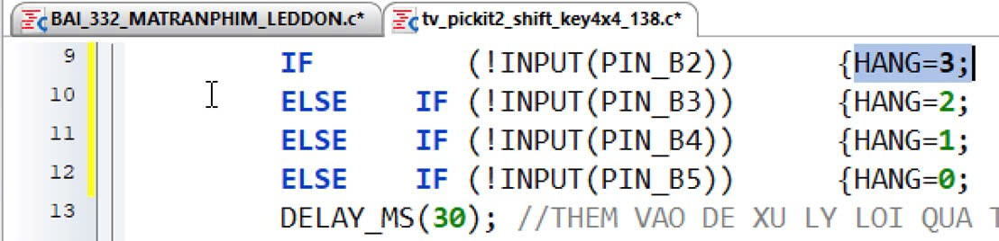 BAI_332_MATRANPHIM_LEDDON.c* tv_pickit2_shift_key4x4_138.c*
9 IF (!INPUT(PIN_B2)) {HANG=3;
10 ELSE IF (!INPUT(PIN_B3)) {HANG=2;
11 ELSE IF (!INPUT(PIN_B4)) {HANG=1;
12 ELSE IF (!INPUT(PIN_B5)) {HANG=0;
13 DELAY_MS(30); //THEM VAO DE XU LY LOI QUA